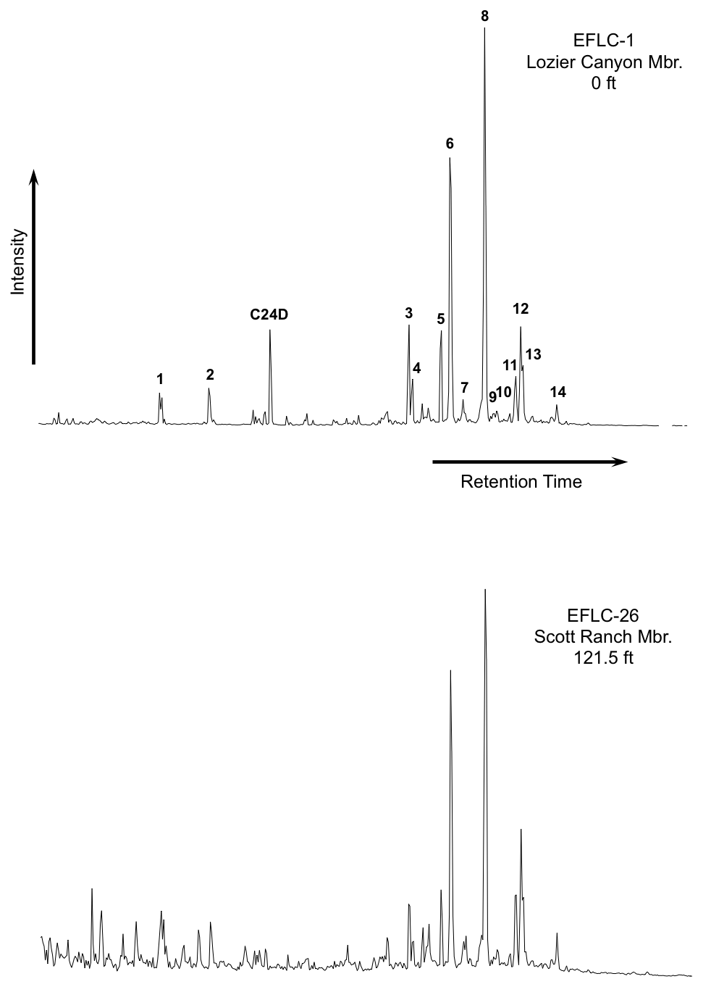 8
EFLC-1
Lozier Canyon Mbr.
0 ft
6
Intensity
C24D
3
5
12
4
13
11
1
2
7
9
10
14
Retention Time
EFLC-26
Scott Ranch Mbr.
121.5 ft